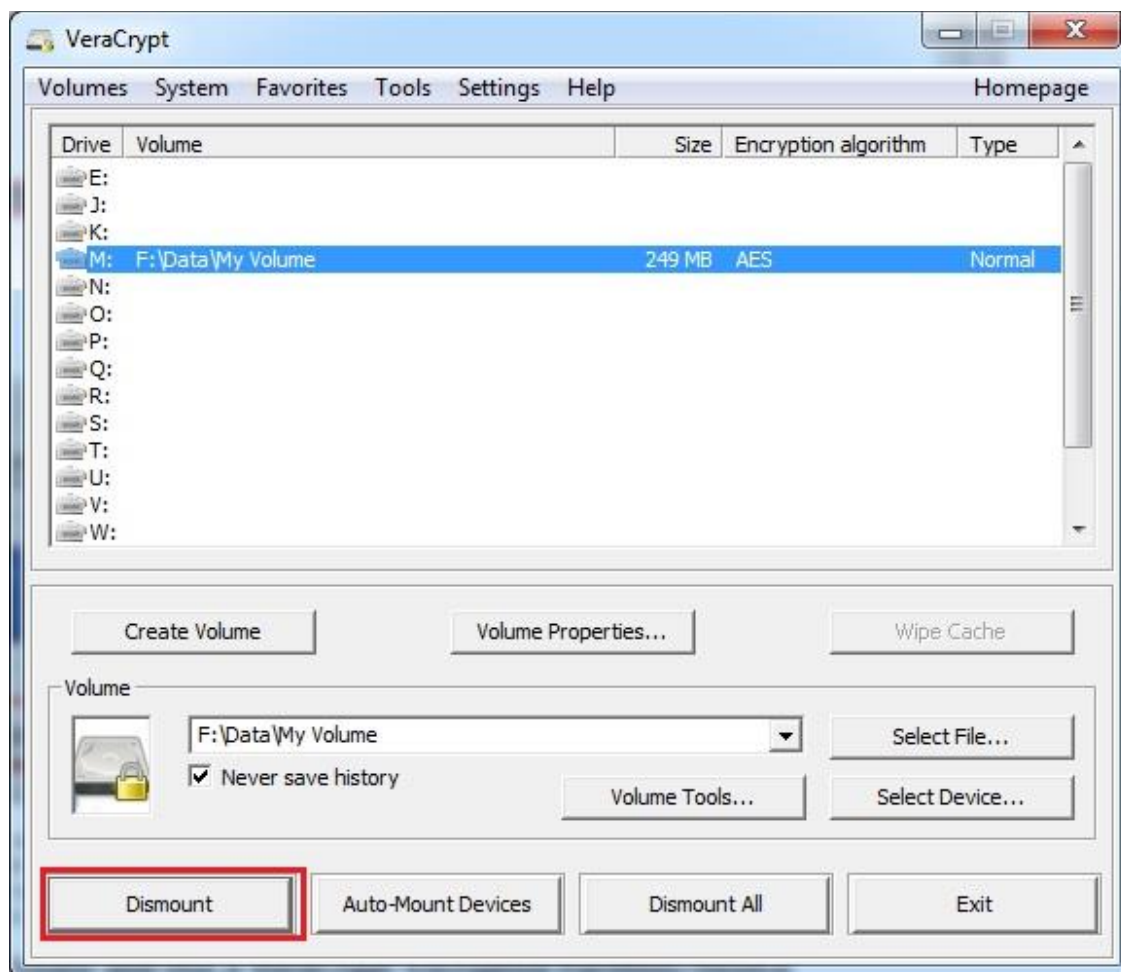 VeraCrypt
Volumes System Favorites Tools Settings Help Homepage
Drive Volume Size Encryption algorithm Type
E:
J:
K:
M: F:\Data\My Volume 249 MB AES Normal
N:
O:
P:
Q:
R:
S:
T:
U:
V:
W:
Create Volume Volume Properties... Wipe Cache
Volume
F:\Data\My Volume Select File...
Never save history
Volume Tools... Select Device...
Dismount Auto-Mount Devices Dismount All Exit